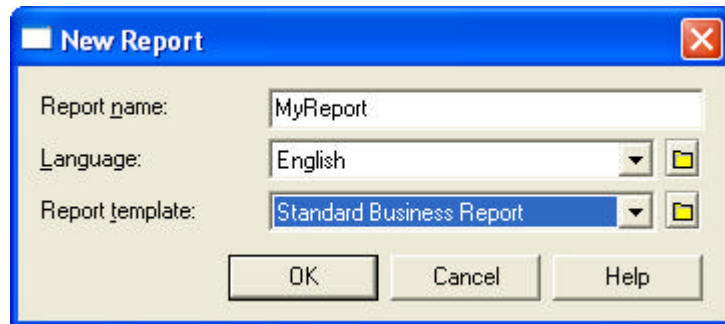 New Report
Report name: MyReport
Language: English
Report template: Standard Business Report
OK Cancel Help